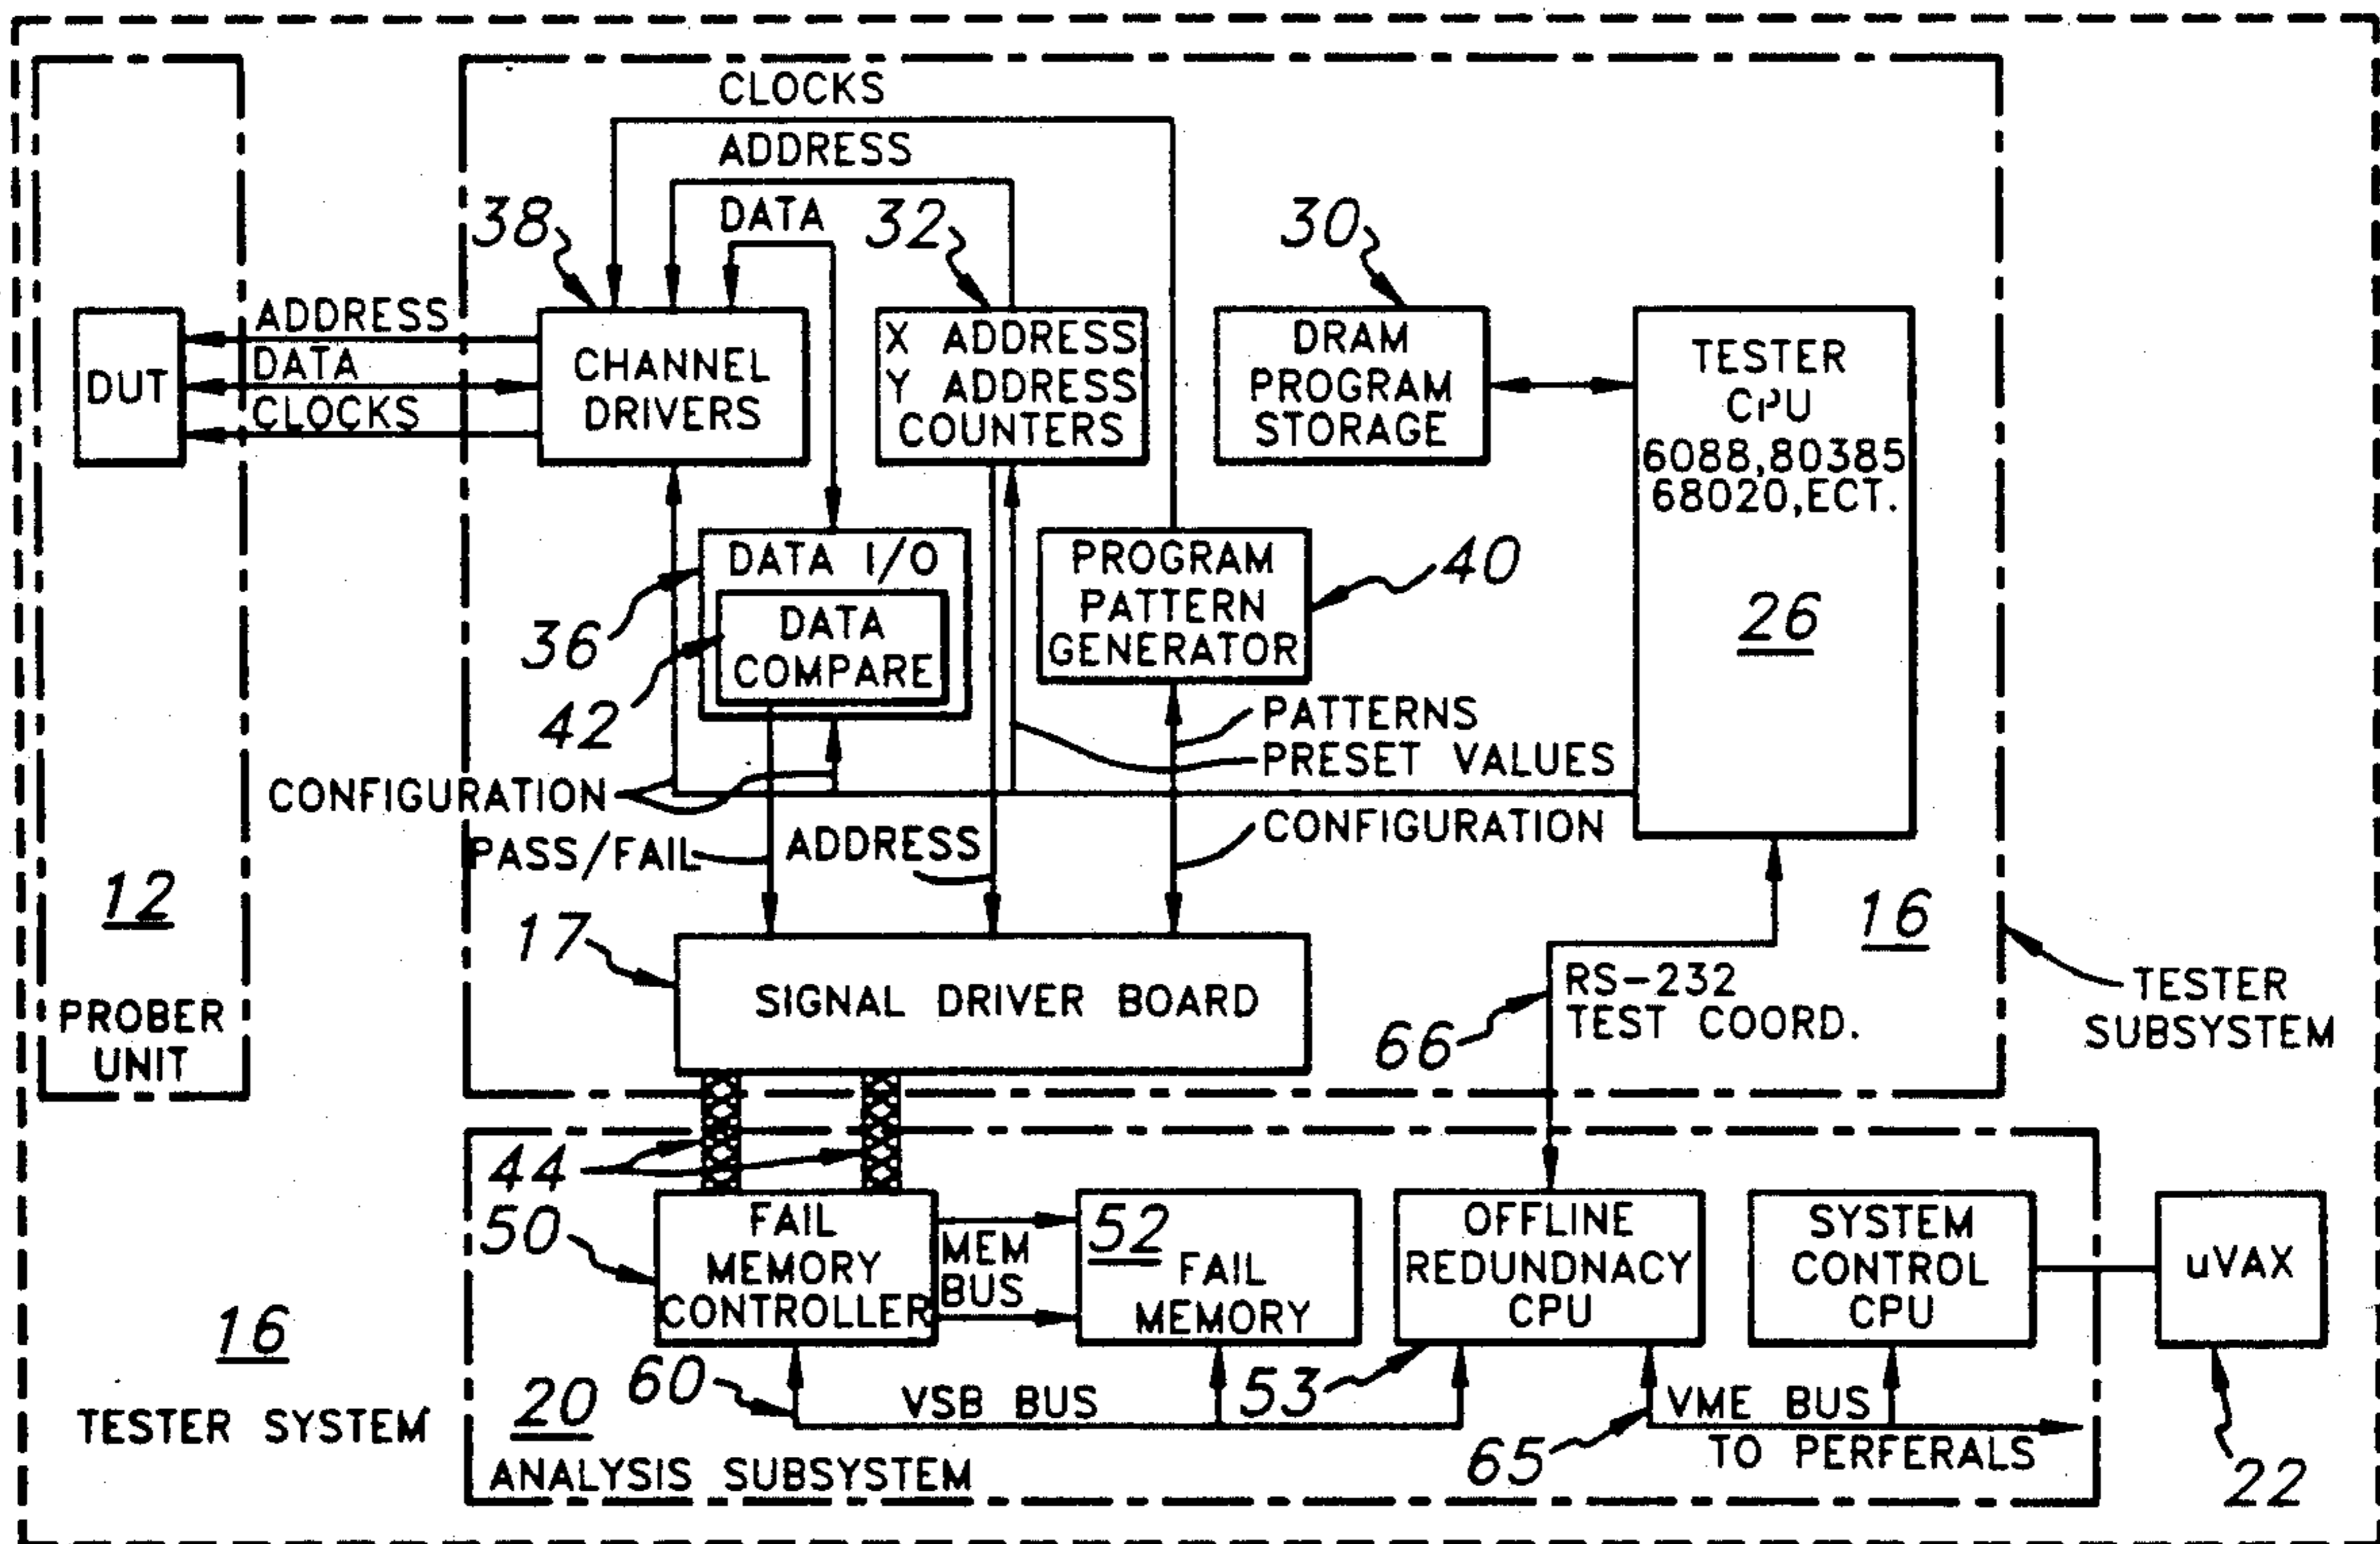 CLOCKS
ADDRESS
DATA
38
32
30
ADDRESS
DATA
CLOCKS
DUT
CHANNEL
DRIVERS
X ADDRESS
Y ADDRESS
COUNTERS
DRAM
PROGRAM
STORAGE
TESTER
CPU
6088,80385
68020,ECT.
26
DATA I/O
DATA
COMPARE
36
42
PROGRAM
PATTERN
GENERATOR
40
PATTERNS
PRESET VALUES
CONFIGURATION
CONFIGURATION
PASS/FAIL
ADDRESS
12
PROBER
UNIT
17
SIGNAL DRIVER BOARD
16
RS-232
TEST COORD.
66
TESTER
SUBSYSTEM
44
50
FAIL
MEMORY
CONTROLLER
MEM
BUS
52
FAIL
MEMORY
OFFLINE
REDUNDNACY
CPU
SYSTEM
CONTROL
CPU
uVAX
16
TESTER SYSTEM
20
60
VSB BUS
53
65
VME BUS
TO PERFERALS
22
ANALYSIS SUBSYSTEM